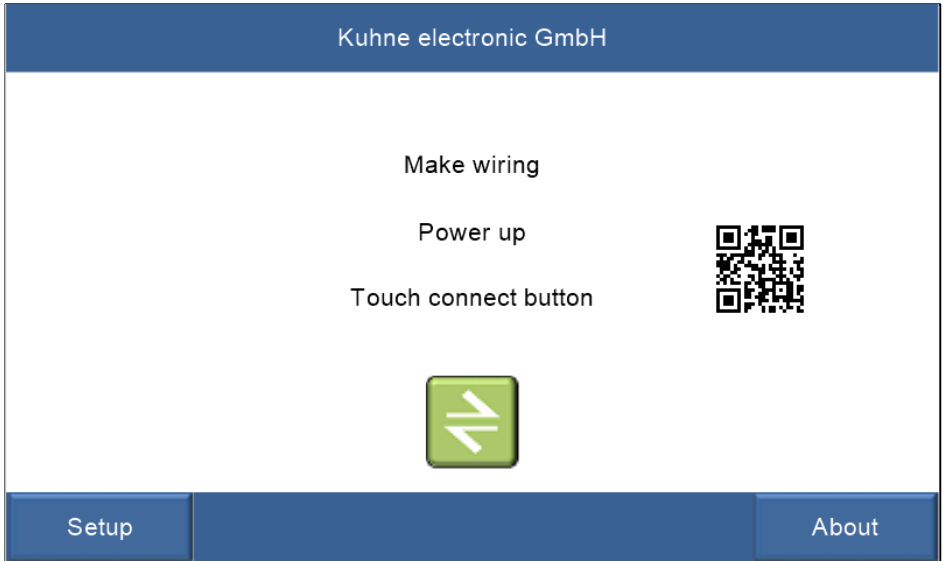 Kuhne electronic GmbH
Make wiring
Power up
Touch connect button
Setup
About